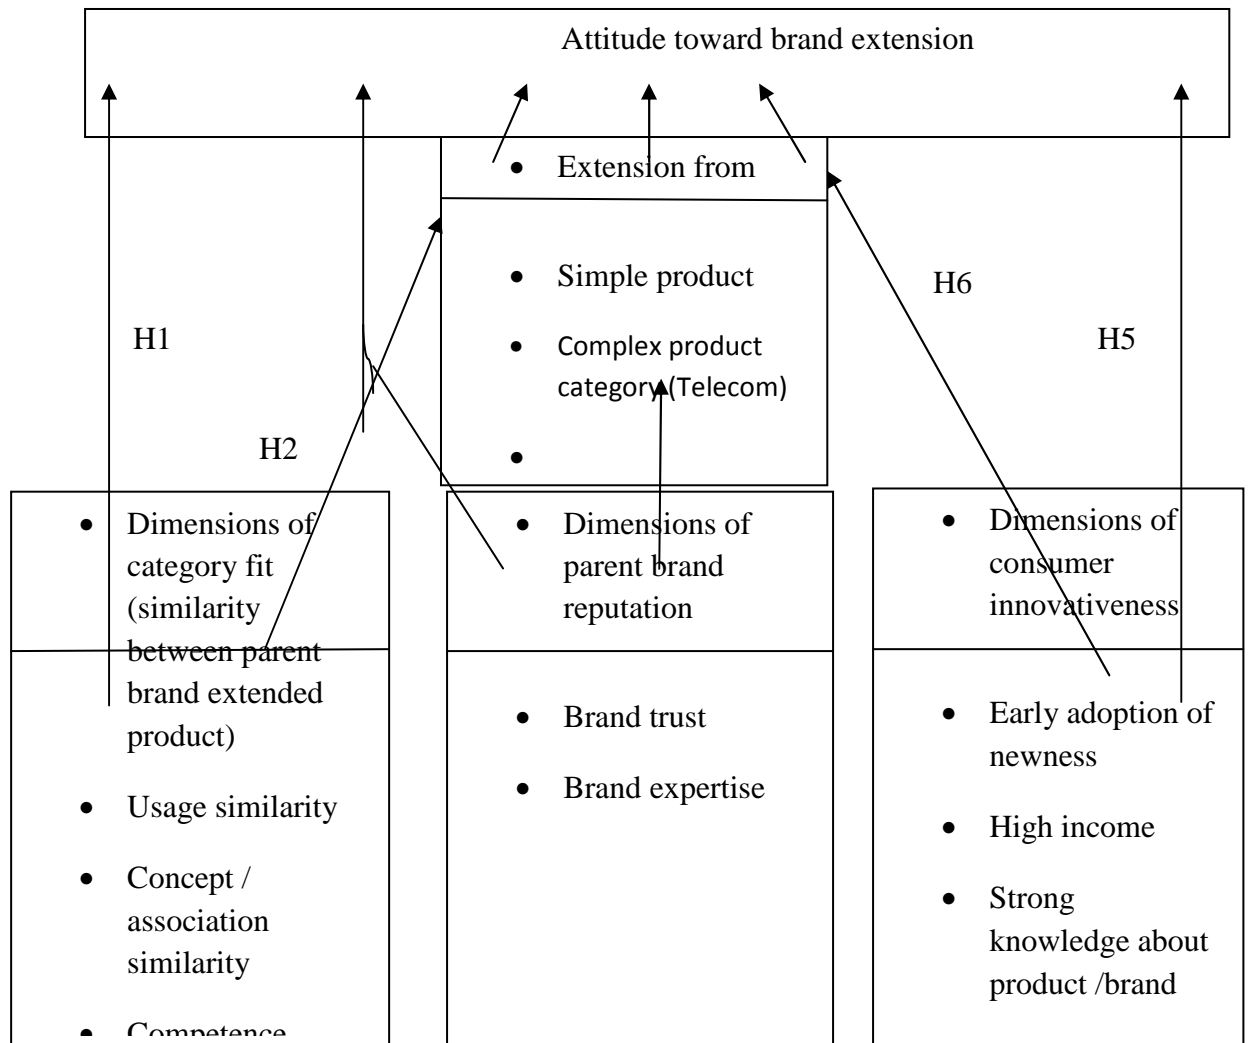 Attitude toward brand extension
• Extension from
• Simple product
• Complex product
category (Telecom)
•
H1
H2
H6
H5
• Dimensions of
category fit
(similarity
between parent
brand extended
product)
• Usage similarity
• Concept /
association
similarity
• Competence
• Dimensions of
parent brand
reputation
• Brand trust
• Brand expertise
• Dimensions of
consumer
innovativeness
• Early adoption of
newness
• High income
• Strong
knowledge about
product /brand